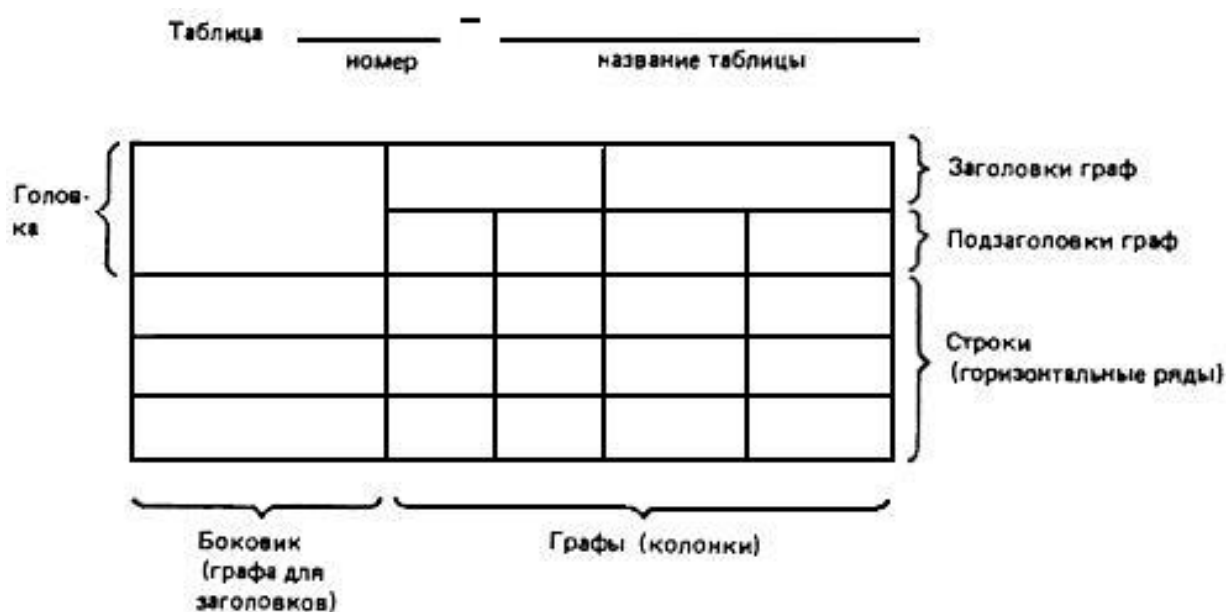 Таблица –
номер название таблицы
Заголовки граф
Голов-
ка
Подзаголовки граф
Строки
(горизонтальные ряды)
Боковик
(графа для
заголовков)
Графы (колонки)